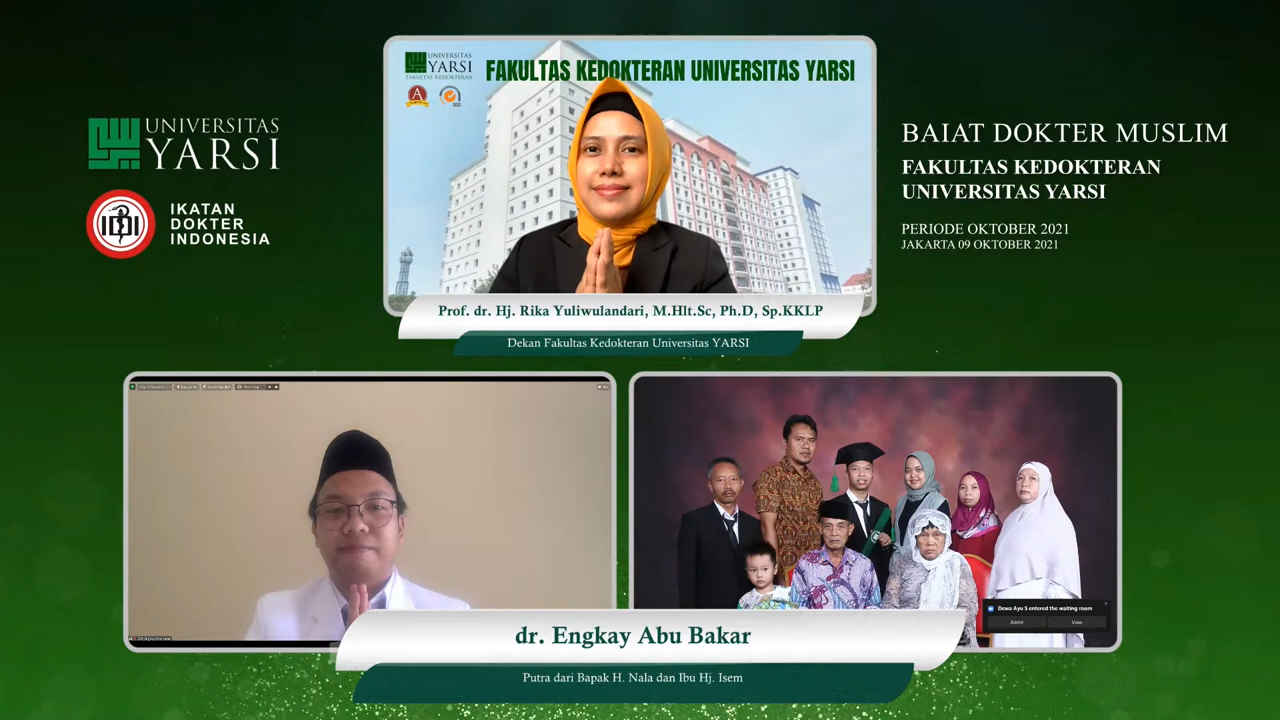 UNIVERSITAS
YARSI
IKATAN
DOKTER
INDONESIA
UNIVERSITAS
YARSI
FAKULTAS KEDOKTERAN
FAKULTAS KEDOKTERAN UNIVERSITAS YARSI
A
Prof. dr. Hj. Rika Yuliwulandari, M.Hlt.Sc, Ph.D, Sp.KKLP
Dekan Fakultas Kedokteran Universitas YARSI
BAIAT DOKTER MUSLIM
FAKULTAS KEDOKTERAN
UNIVERSITAS YARSI
PERIODE OKTOBER 2021
JAKARTA 09 OKTOBER 2021
Dewa Ayu S entered the waiting room
Admit
View
dr. Engkay Abu Bakar
Putra dari Bapak H. Nala dan Ibu Hj. Isem